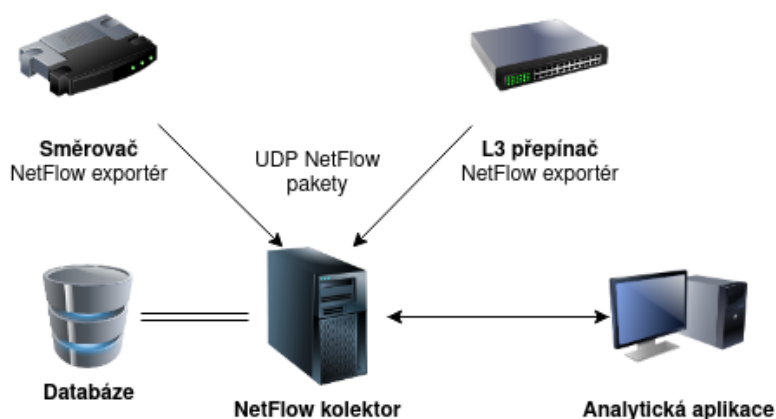 Směrovač
NetFlow exportér
UDP NetFlow
pakety
L3 přepínač
NetFlow exportér
Databáze
NetFlow kolektor
Analytická aplikace